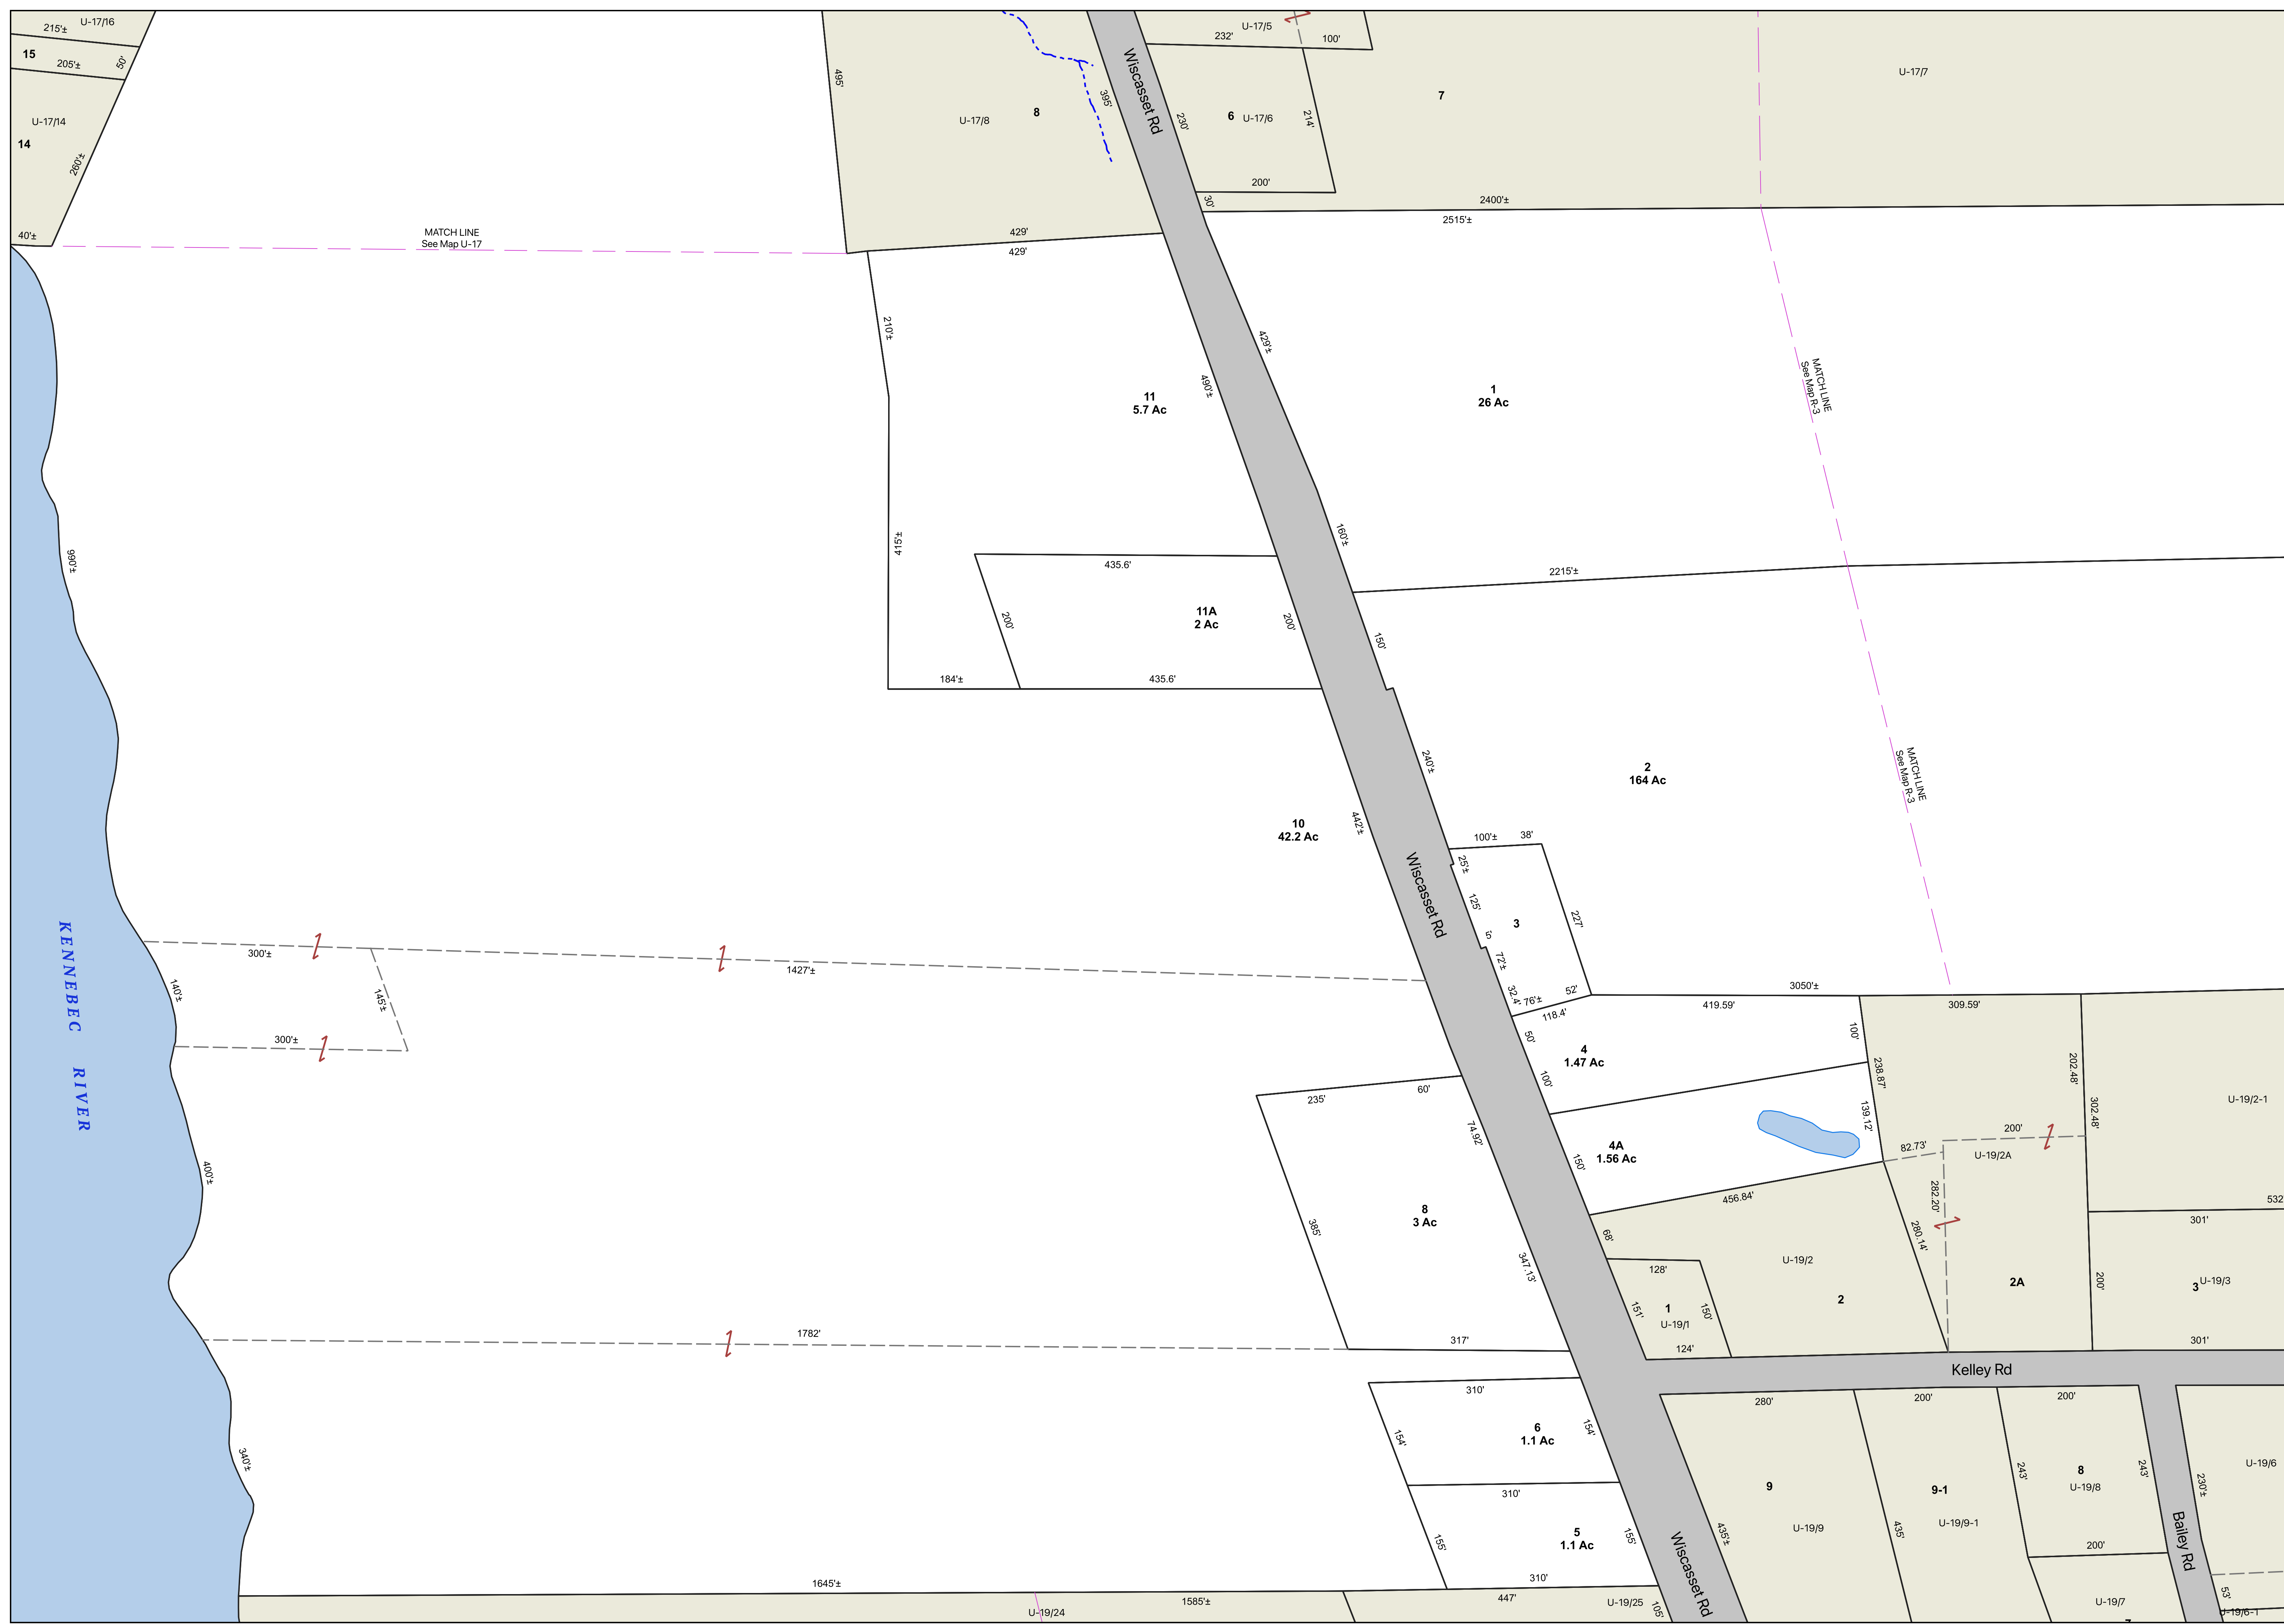 U-17/16
215'±
15
205'±
50'
U-17/14
14
260'±
40'±
MATCH LINE
See Map U-17
495'
U-17/8
8
395'
429'
429'
Wiscasset Rd
U-17/5
232'
100'
230'
6
U-17/6
214'
200'
30'
7
U-17/7
2400'±
2515'±
210'±
429'±
490'±
11
5.7 Ac
1
26 Ac
MATCH LINE
See Map R-3
415'±
435.6'
160'±
2215'±
990'±
200'
11A
2 Ac
200'
150'
184'±
435.6'
240'±
2
164 Ac
MATCH LINE
See Map R-3
10
42.2 Ac
442'±
Wiscasset Rd
100'±
38'
25'±
125'
3
227'
5'
72'±
32.4'
76'±
52'
118.4'
KENNEBEC RIVER
300'±
1427'±
140'±
145'±
300'±
3050'±
419.59'
309.59'
50'
4
1.47 Ac
100'
100'
238.87'
202.48'
302.48'
U-19/2-1
60'
235'
74.92'
4A
1.56 Ac
139.12'
82.73'
200'
U-19/2A
150'
456.84'
282.20'
532
301'
400'±
385'
8
3 Ac
347.13'
68'
128'
U-19/2
280.14'
2A
200'
3
U-19/3
151'
1
U-19/1
150'
2
1782'
317'
124'
301'
Kelley Rd
310'
280'
200'
200'
154'
6
1.1 Ac
154'
340'±
9
U-19/9
9-1
U-19/9-1
243'
8
U-19/8
243'
230'±
U-19/6
310'
155'
5
1.1 Ac
155'
435'±
435'
200'
Bailey Rd
Wiscasset Rd
310'
1645'±
1585'±
U-19/24
447'
U-19/25
105'
U-19/7
7
53'
U-19/6-1